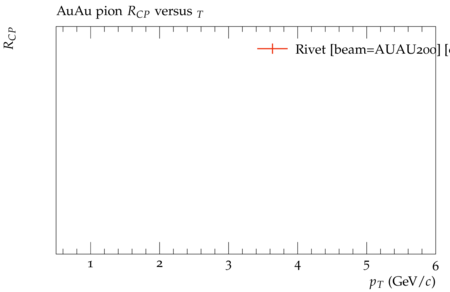 AuAu pion R_CP versus _T
R_CP
Rivet [beam=AUAU200] [
1 2 3 4 5 6
p_T (GeV/c)